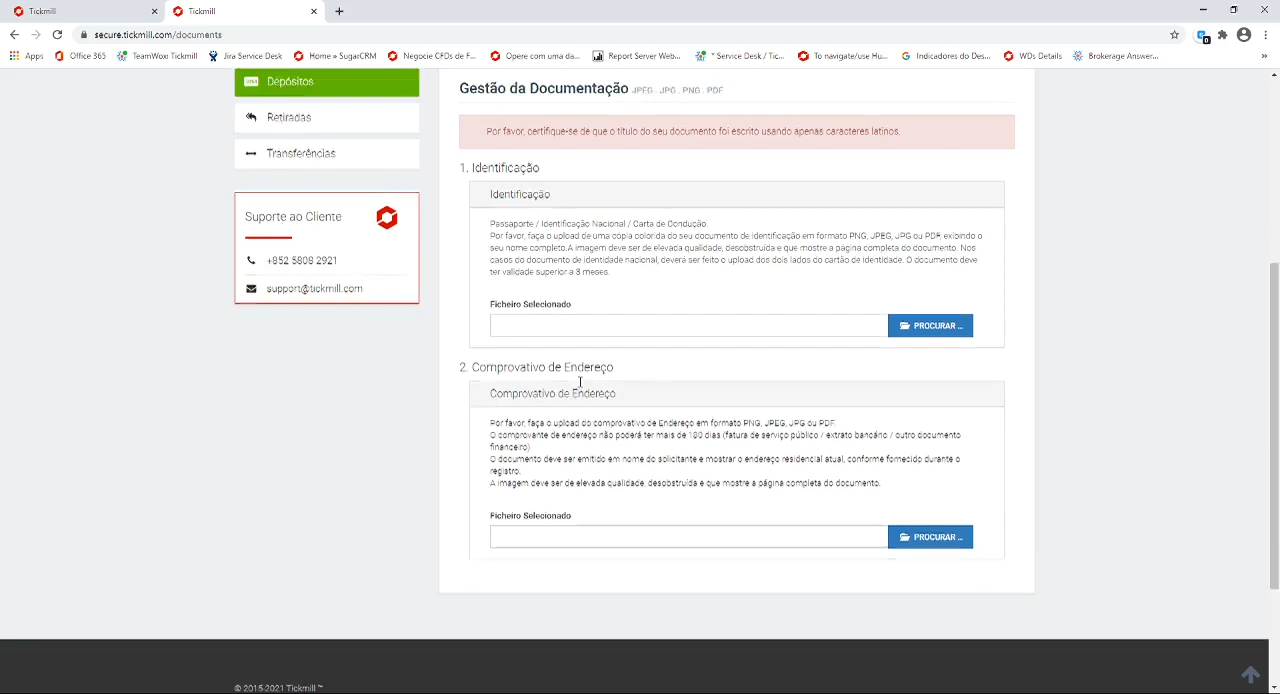 Tickmill
Tickmill
secure.tickmill.com/documents
Apps
Office 365
TeamWox: Tickmill
Jira Service Desk
Home » SugarCRM
Negocie CFDs de F...
Opere com uma da...
Report Server Web...
* Service Desk / Tic...
To navigate/use Hu...
Indicadores do Des...
WDs Details
Brokerage Answer...
»
Depósitos
Retiradas
Transferências
Suporte ao Cliente
+852 5808 2921
support@tickmill.com
Gestão da Documentação JPEG . JPG . PNG . PDF
Por favor, certifique-se de que o título do seu documento foi escrito usando apenas caracteres latinos.
1. Identificação
Identificação
Passaporte / Identificação Nacional / Carta de Condução.
Por favor, faça o upload de uma cópia colorida do seu documento de Identificação em formato PNG, JPEG, JPG ou PDF, exibindo o
seu nome completo.A imagem deve ser de elevada qualidade, desobstruída e que mostre a página completa do documento. Nos
casos do documento de identidade nacional, deverá ser feito o upload dos dois lados do cartão de identidade. O documento deve
ter validade superior a 3 meses.
Ficheiro Selecionado
PROCURAR ...
2. Comprovativo de Endereço
Comprovativo de Endereço
Por favor, faça o upload do comprovativo de Endereço em formato PNG, JPEG, JPG ou PDF.
O comprovante de endereço não poderá ter mais de 180 dias (fatura de serviço público / extrato bancário / outro documento
financeiro)
O documento deve ser emitido em nome do solicitante e mostrar o endereço residencial atual, conforme fornecido durante o
registro.
A imagem deve ser de elevada qualidade, desobstruída e que mostre a página completa do documento.
Ficheiro Selecionado
PROCURAR ...
© 2015-2021 Tickmill ™